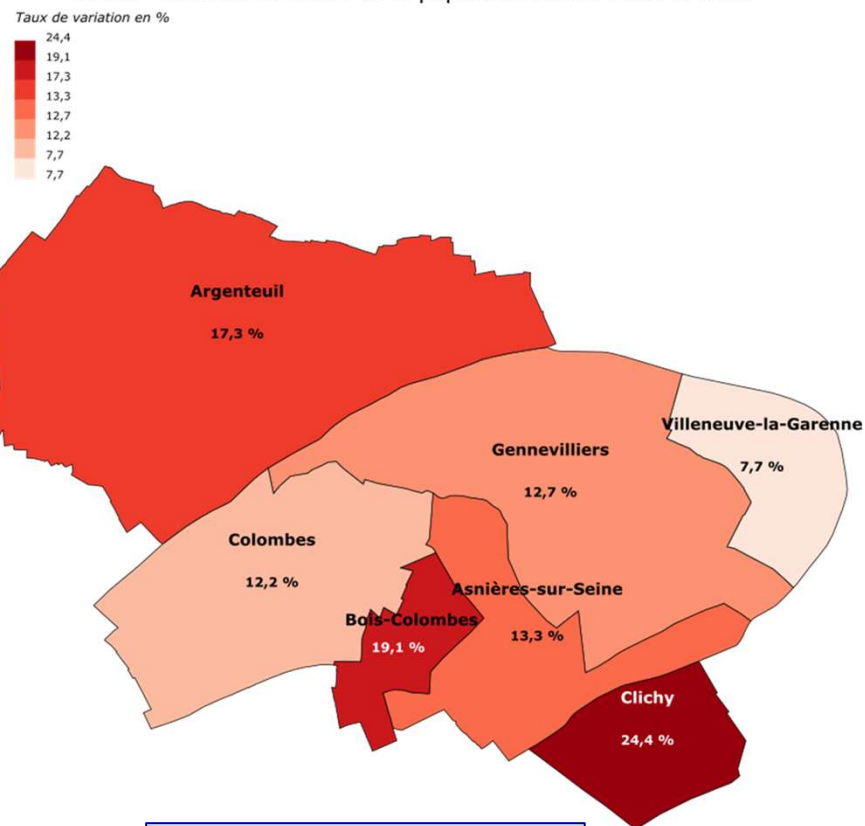 Taux de variation en %
24,4
19,1
17,3
13,3
12,7
12,2
7,7
7,7
Argenteuil
17,3 %
Villeneuve-la-Garenne
7,7 %
Gennevilliers
12,7 %
Colombes
12,2 %
Asnières-sur-Seine
13,3 %
Bois-Colombes
19,1 %
Clichy
24,4 %